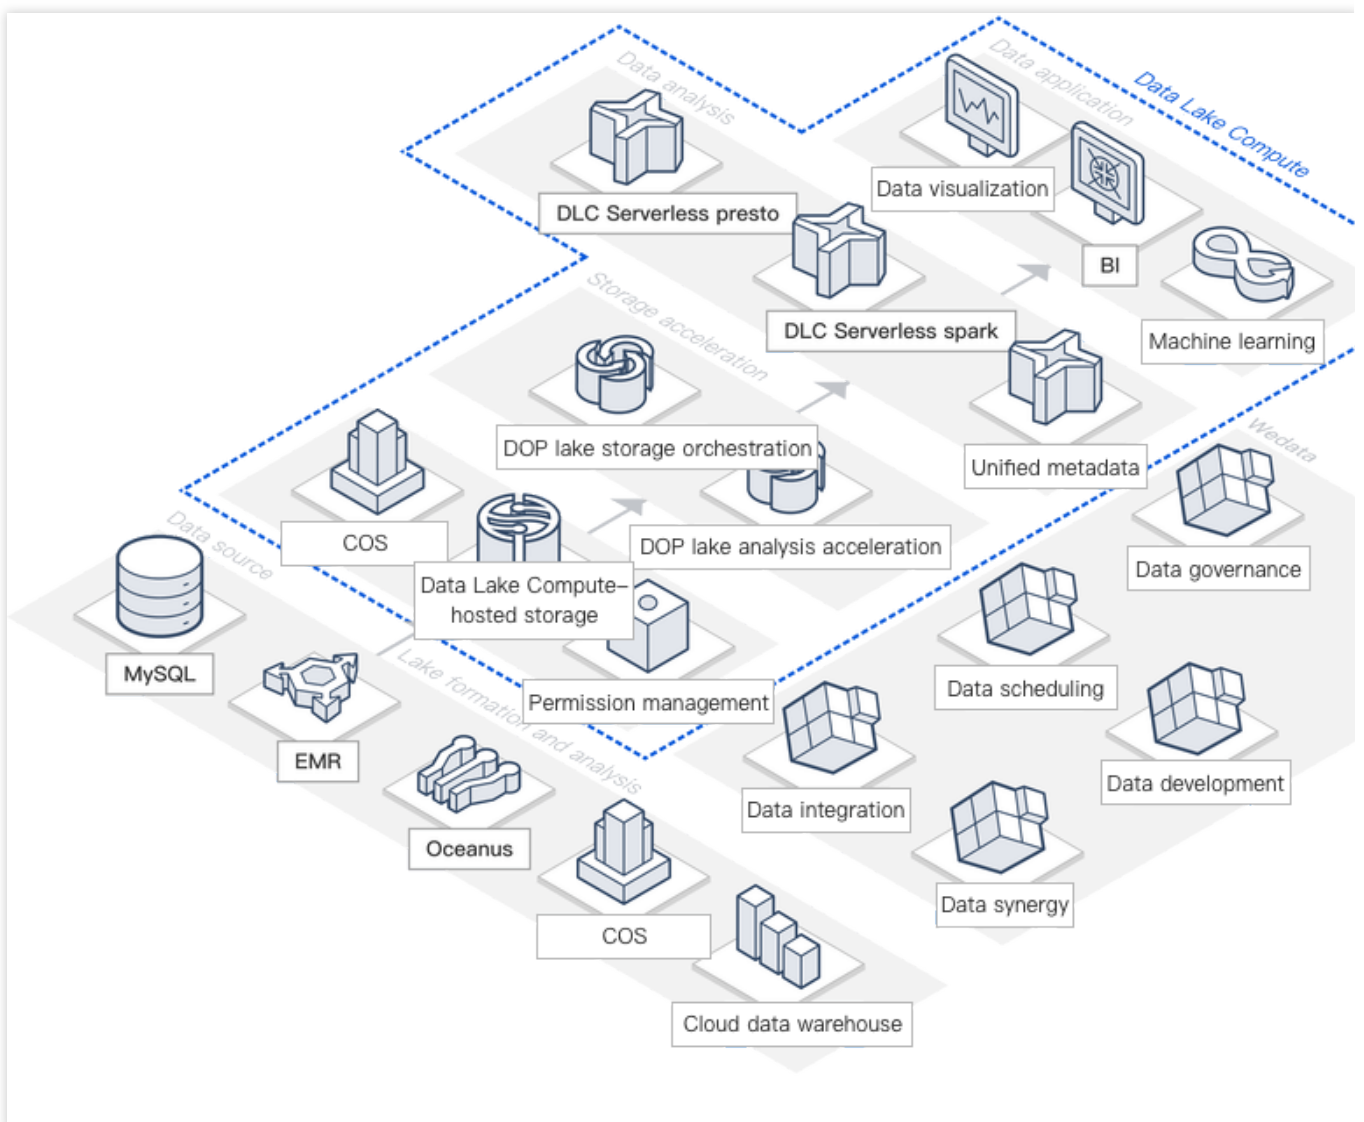 Data analysis
Data application
Data Lake Compute
Data visualization
DLC Serverless presto
BI
Storage acceleration
DLC Serverless spark
Machine learning
DOP lake storage orchestration
Unified metadata
Wedata
Data source
COS
DOP lake analysis acceleration
Data governance
Data Lake Compute-
hosted storage
MySQL
Lake formation and analysis
Permission management
Data scheduling
EMR
Data integration
Data development
Oceanus
Data synergy
COS
Cloud data warehouse